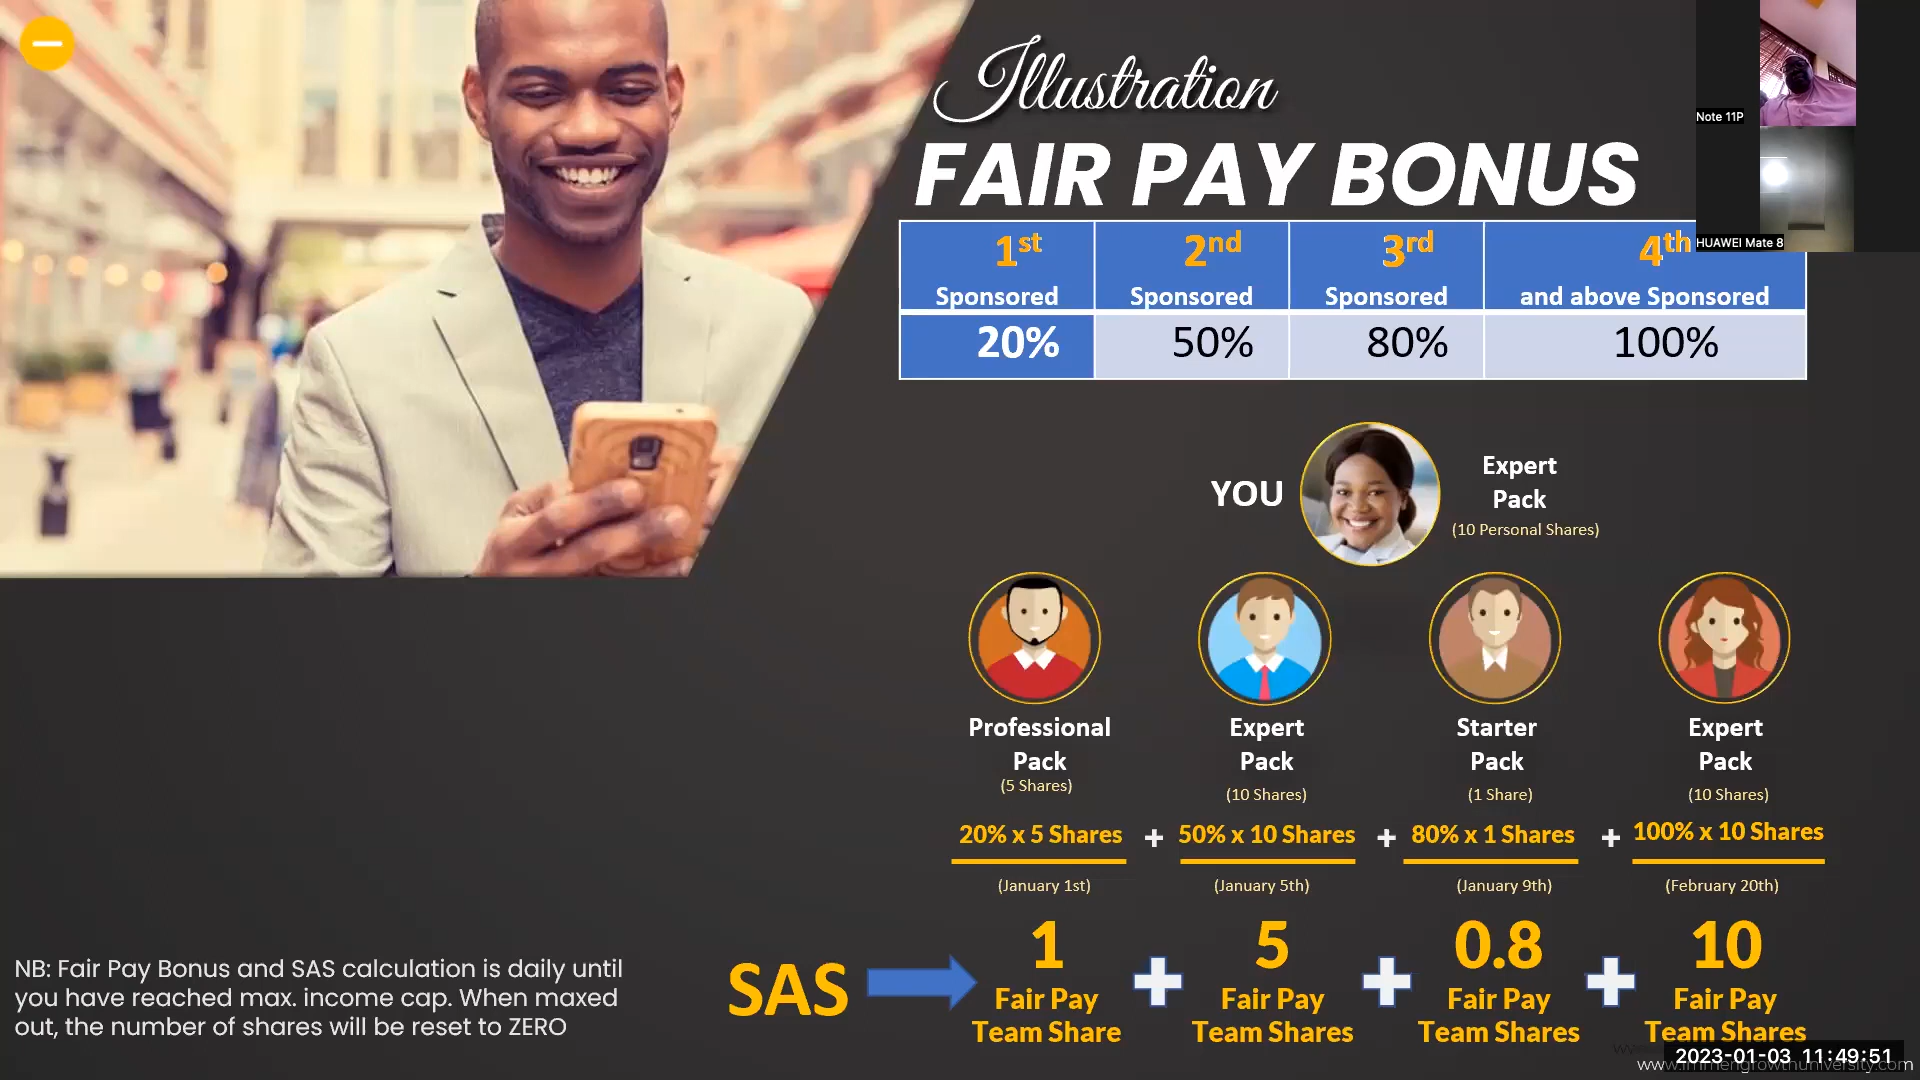 Illustration
FAIR PAY BONUS
Note 11P
HUAWEI Mate 8
1st
Sponsored
2nd
Sponsored
3rd
Sponsored
4th
and above Sponsored
20%
50%
80%
100%
YOU
Expert
Pack
(10 Personal Shares)
Professional
Pack
(5 Shares)
Expert
Pack
(10 Shares)
Starter
Pack
(1 Share)
Expert
Pack
(10 Shares)
20% x 5 Shares + 50% x 10 Shares + 80% x 1 Shares + 100% x 10 Shares
(January 1st)
(January 5th)
(January 9th)
(February 20th)
SAS
1
Fair Pay
Team Share
+
5
Fair Pay
Team Shares
+
0.8
Fair Pay
Team Shares
+
10
Fair Pay
Team Shares
NB: Fair Pay Bonus and SAS calculation is daily until
you have reached max. income cap. When maxed
out, the number of shares will be reset to ZERO
2023-01-03 11:49:51